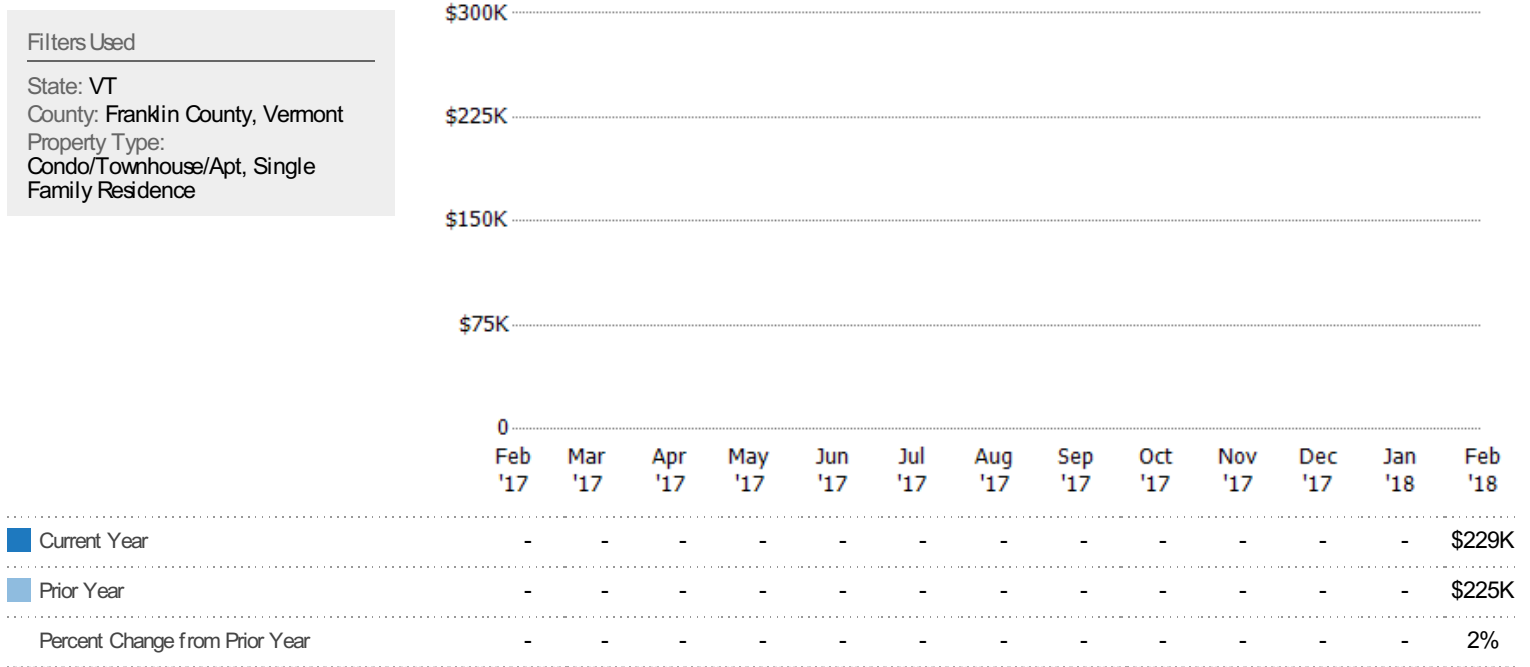 Filters Used
State: VT
County: Franklin County, Vermont
Property Type:
Condo/Townhouse/Apt, Single
Family Residence
$300K
$225K
$150K
$75K
0
Feb Mar Apr May Jun Jul Aug Sep Oct Nov Dec Jan Feb
'17 '17 '17 '17 '17 '17 '17 '17 '17 '17 '17 '18 '18
Current Year - - - - - - - - - - - - $229K
Prior Year - - - - - - - - - - - - $225K
Percent Change from Prior Year - - - - - - - - - - - - 2%